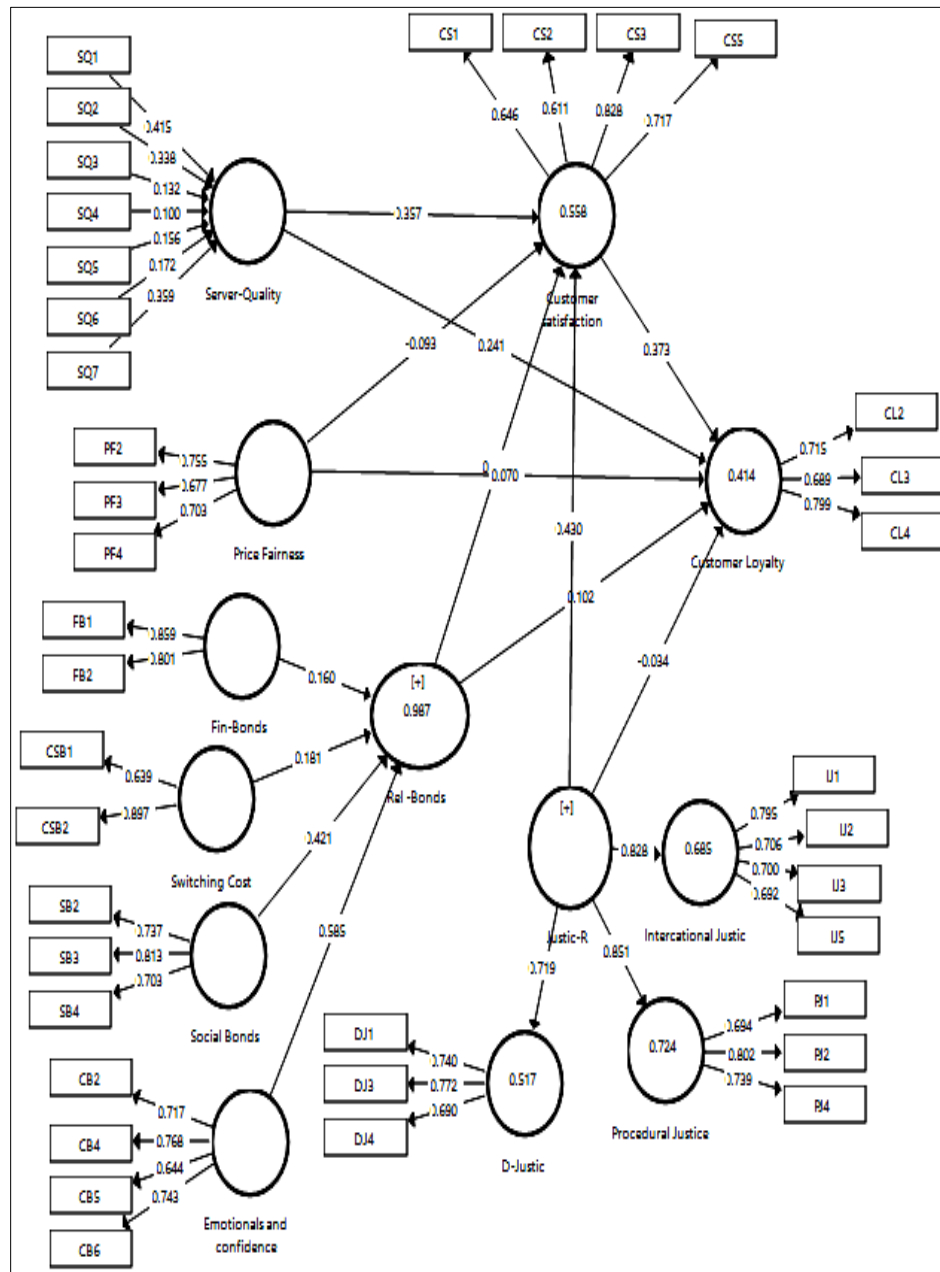 CS1
CS2
CS3
CS5
SQ1
SQ2
SQ3
SQ4
SQ5
SQ6
SQ7
0.415
0.338
0.132
0.100
0.156
0.172
0.359
Server-Quality
0.646
0.611
0.828
0.717
0.558
Customer
satisfaction
0.357
-0.093
0.241
0.373
PF2
PF3
PF4
0.755
0.677
0.703
Price Fairness
0.070
0.430
0.414
Customer Loyalty
0.715
0.689
0.799
CL2
CL3
CL4
FB1
FB2
0.859
0.801
Fin-Bonds
0.160
[+]
0.987
Rel -Bonds
0.102
-0.034
CSB1
CSB2
0.639
0.897
Switching Cost
0.181
0.421
0.585
SB2
SB3
SB4
0.737
0.813
0.703
Social Bonds
[+]
Justic-R
0.828
0.685
Intercational Justic
0.795
0.706
0.700
0.692
IJ1
IJ2
IJ3
IJ5
0.719
0.851
CB2
CB4
CB5
CB6
0.717
0.768
0.644
0.743
Emotionals and
confidence
DJ1
DJ3
DJ4
0.740
0.772
0.690
0.517
D-Justic
0.724
Procedural Justice
0.694
0.802
0.739
PJ1
PJ2
PJ4